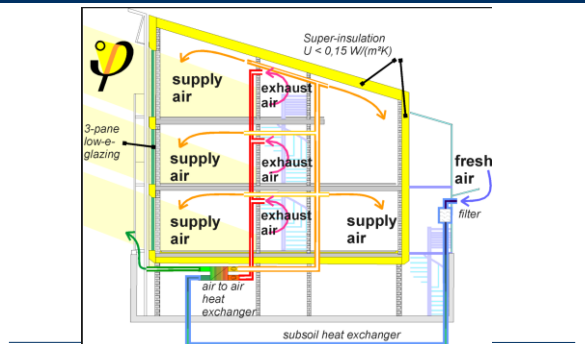 Super-insulation
U < 0,15 W/(m²K)
supply
air
exhaust
air
3-pane
low-e-
glazing
supply
air
exhaust
air
fresh
air
filter
supply
air
exhaust
air
supply
air
air to air
heat
exchanger
subsoil heat exchanger